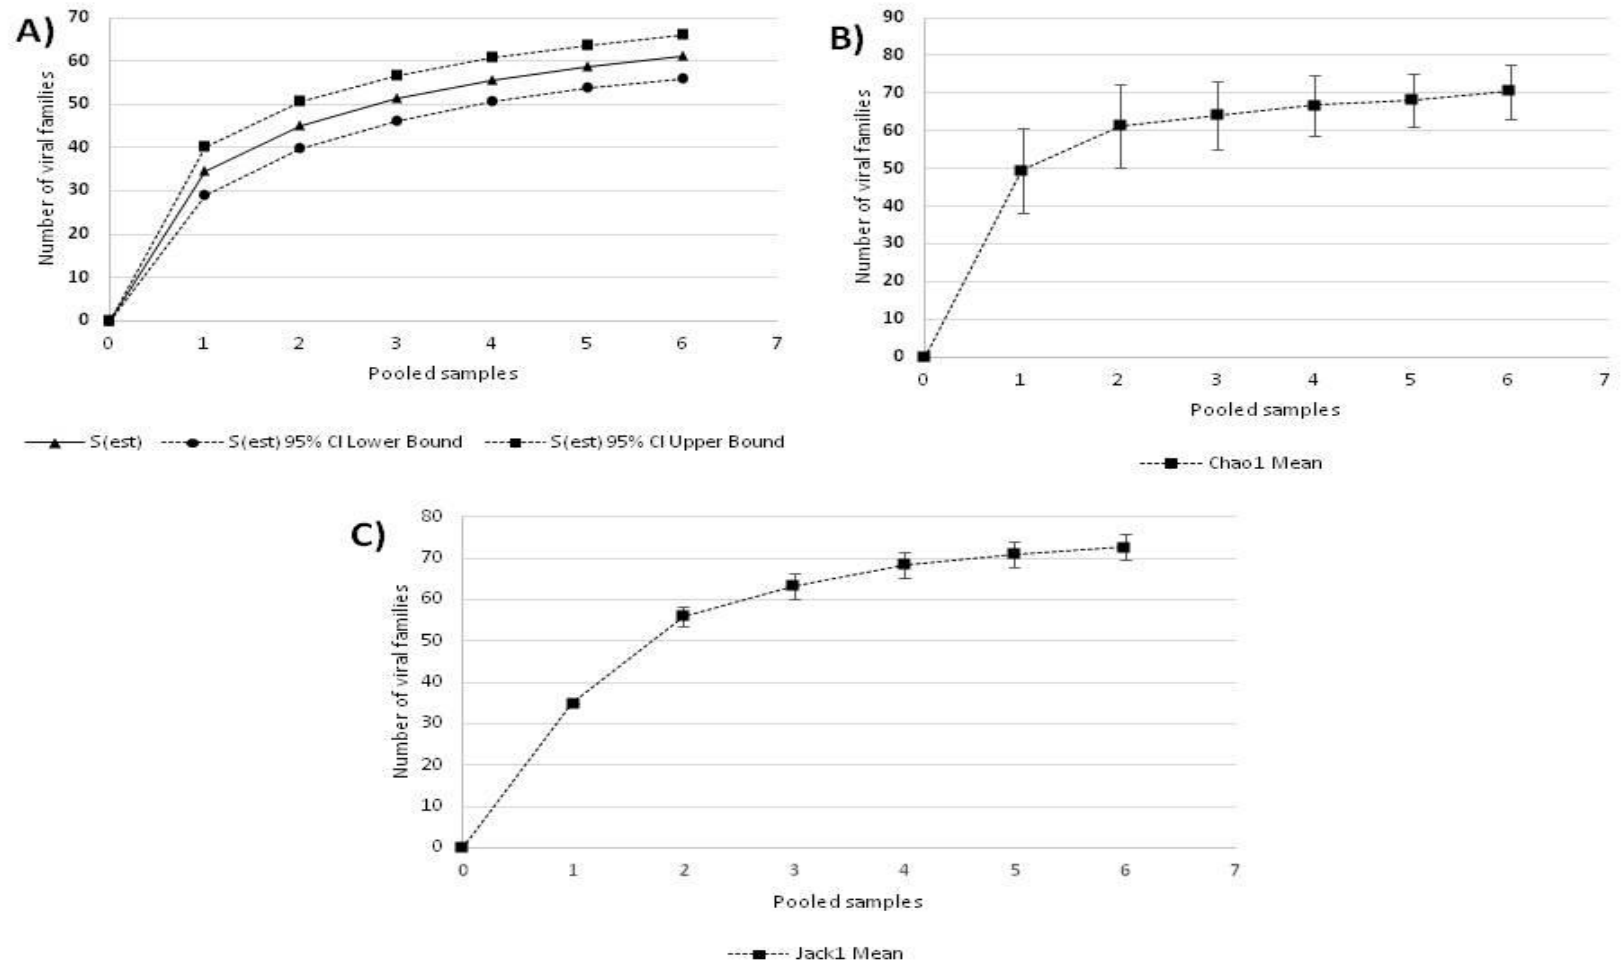 A)
Number of viral families
70
60
50
40
30
20
10
0
0 1 2 3 4 5 6 7
Pooled samples
S(est) S(est) 95% CI Lower Bound S(est) 95% CI Upper Bound
B)
Number of viral families
90
80
70
60
50
40
30
20
10
0
0 1 2 3 4 5 6 7
Pooled samples
Chao1 Mean
C)
Number of viral families
80
70
60
50
40
30
20
10
0
0 1 2 3 4 5 6 7
Pooled samples
Jack1 Mean